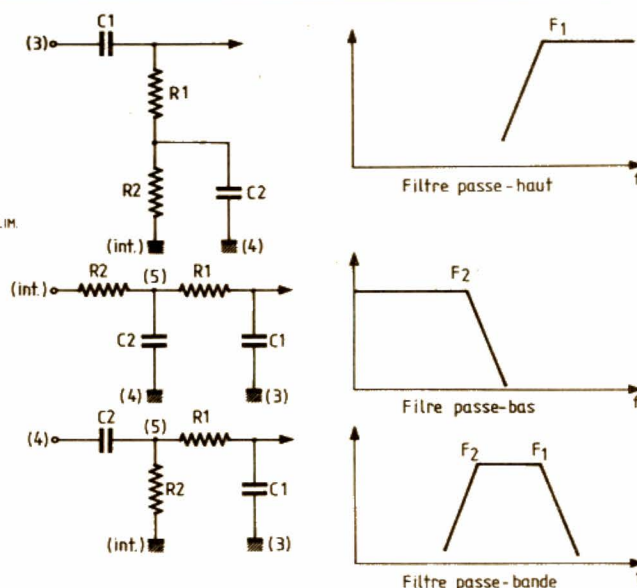 C1
(3)
R1
R2
C2
(int.)
(4)
F1
f
Filtre passe-haut
LIM.
(int.)
R2
(5)
R1
C2
C1
(4)
(3)
F2
f
Filre passe-bas
(4)
C2
(5)
R1
R2
C1
(int.)
(3)
F2
F1
f
Filtre passe-bande